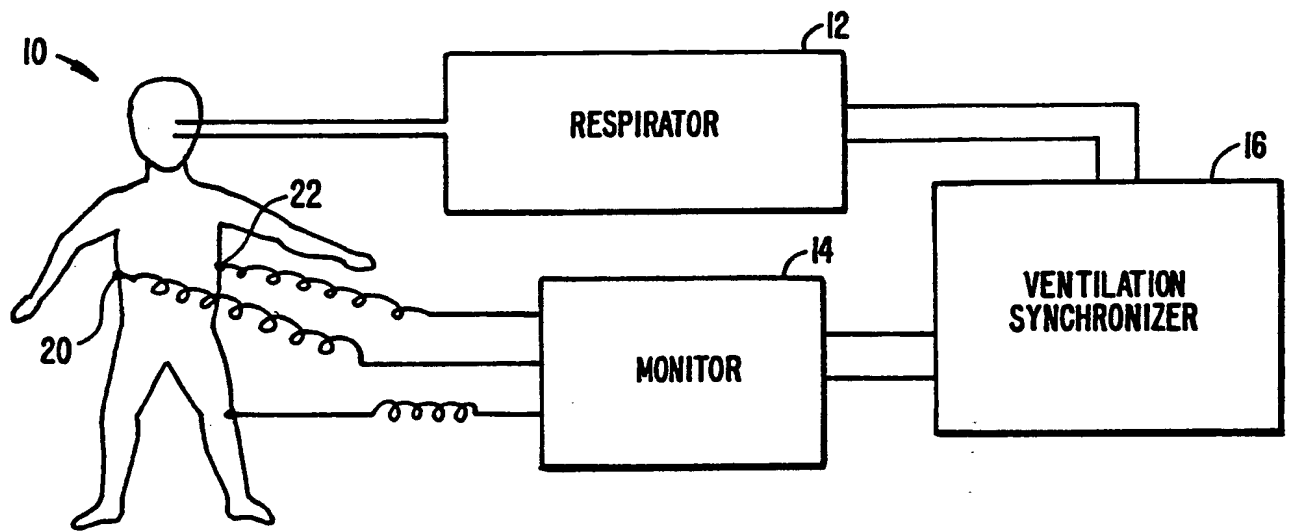 10
12
RESPIRATOR
16
22
14
VENTILATION
SYNCHRONIZER
20
MONITOR